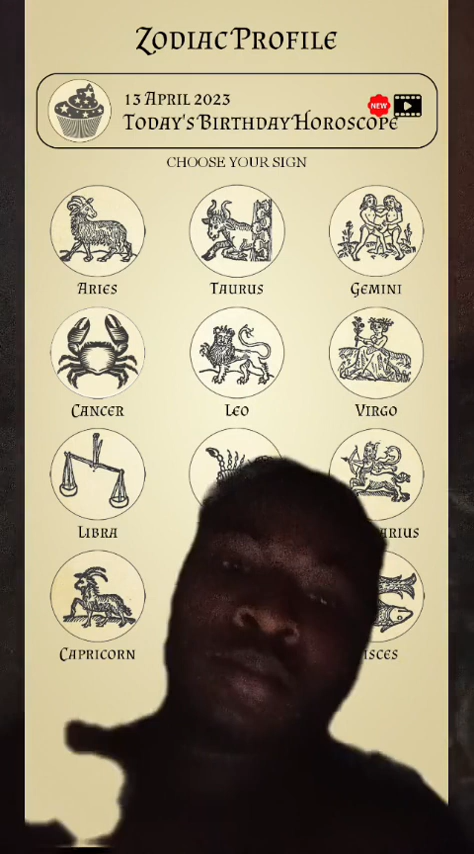 Zodiac Profile
13 April 2023
NEW
Today's Birthday Horoscope
CHOOSE YOUR SIGN
Aries Taurus Gemini
Cancer Leo Virgo
Libra
Capricorn